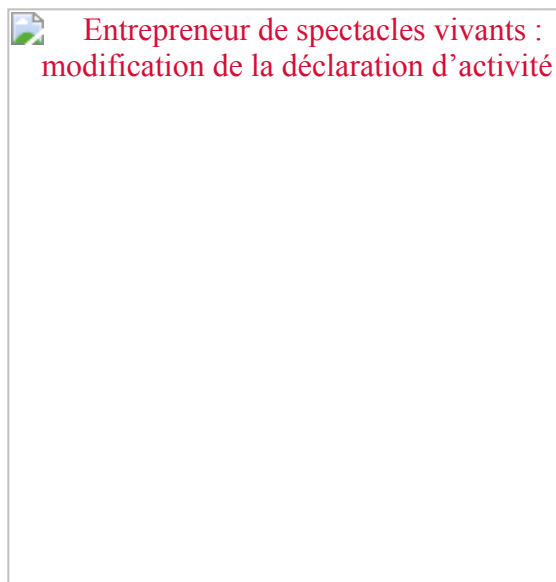 Entrepreneur de spectacles vivants :
modification de la déclaration d’activité